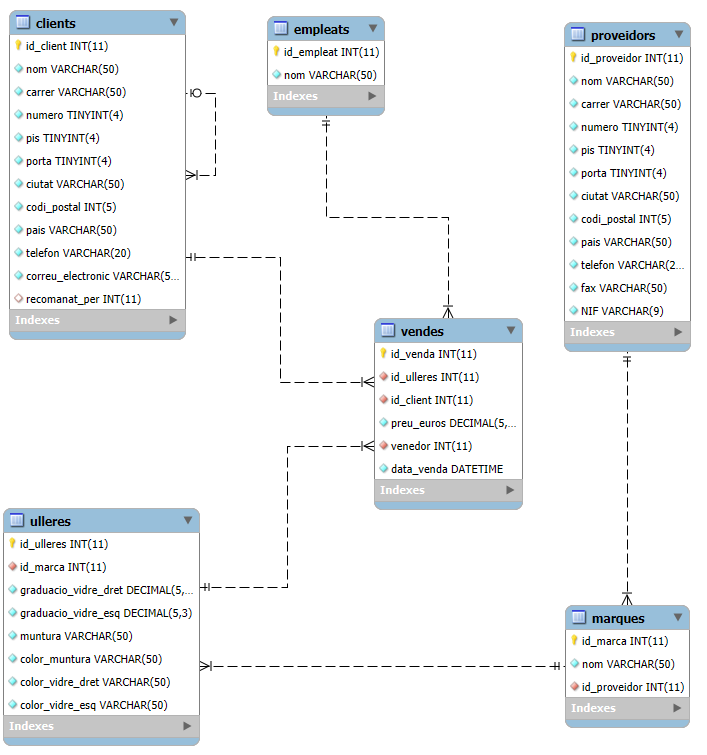 clients
id_client INT(11)
nom VARCHAR(50)
carrer VARCHAR(50)
numero TINYINT(4)
pis TINYINT(4)
porta TINYINT(4)
ciutat VARCHAR(50)
codi_postal INT(5)
pais VARCHAR(50)
telefon VARCHAR(20)
correu_electronic VARCHAR(5...
recomanat_per INT(11)
Indexes
empleats
id_empleat INT(11)
nom VARCHAR(50)
Indexes
proveidors
id_proveidor INT(11)
nom VARCHAR(50)
carrer VARCHAR(50)
numero TINYINT(4)
pis TINYINT(4)
porta TINYINT(4)
ciutat VARCHAR(50)
codi_postal INT(5)
pais VARCHAR(50)
telefon VARCHAR(2...
fax VARCHAR(50)
NIF VARCHAR(9)
Indexes
vendes
id_venda INT(11)
id_ulleres INT(11)
id_client INT(11)
preu_euros DECIMAL(5,...
venedor INT(11)
data_venda DATETIME
Indexes
ulleres
id_ulleres INT(11)
id_marca INT(11)
graduacio_vidre_dret DECIMAL(5,...
graduacio_vidre_esq DECIMAL(5,3)
muntura VARCHAR(50)
color_muntura VARCHAR(50)
color_vidre_dret VARCHAR(50)
color_vidre_esq VARCHAR(50)
Indexes
marques
id_marca INT(11)
nom VARCHAR(50)
id_proveidor INT(11)
Indexes